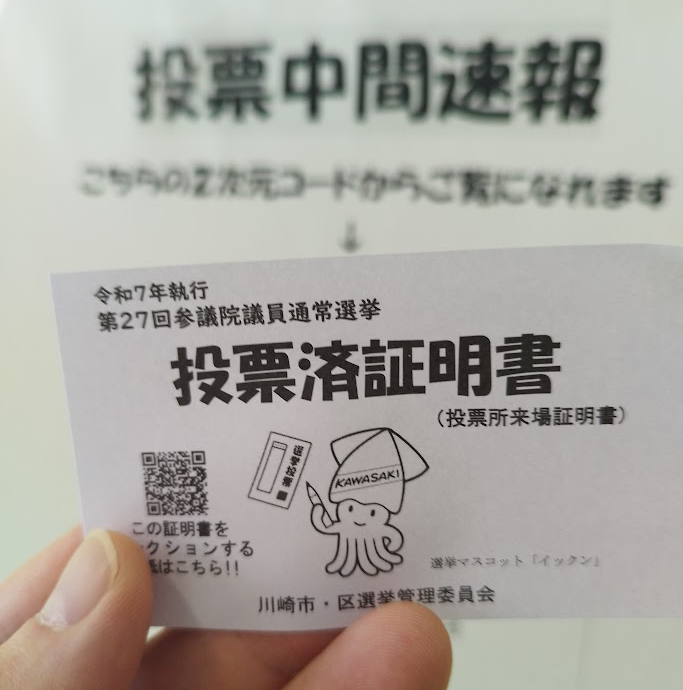 投票中間速報
こちらの2次元コードからご覧になれます
↓
令和7年執行
第27回参議院議員通常選挙
投票済証明書
(投票所来場証明書)
選挙投票
KAWASAKI
この証明書を
クションする
はこちら!!
選挙マスコット「イックン」
川崎市・区選挙管理委員会